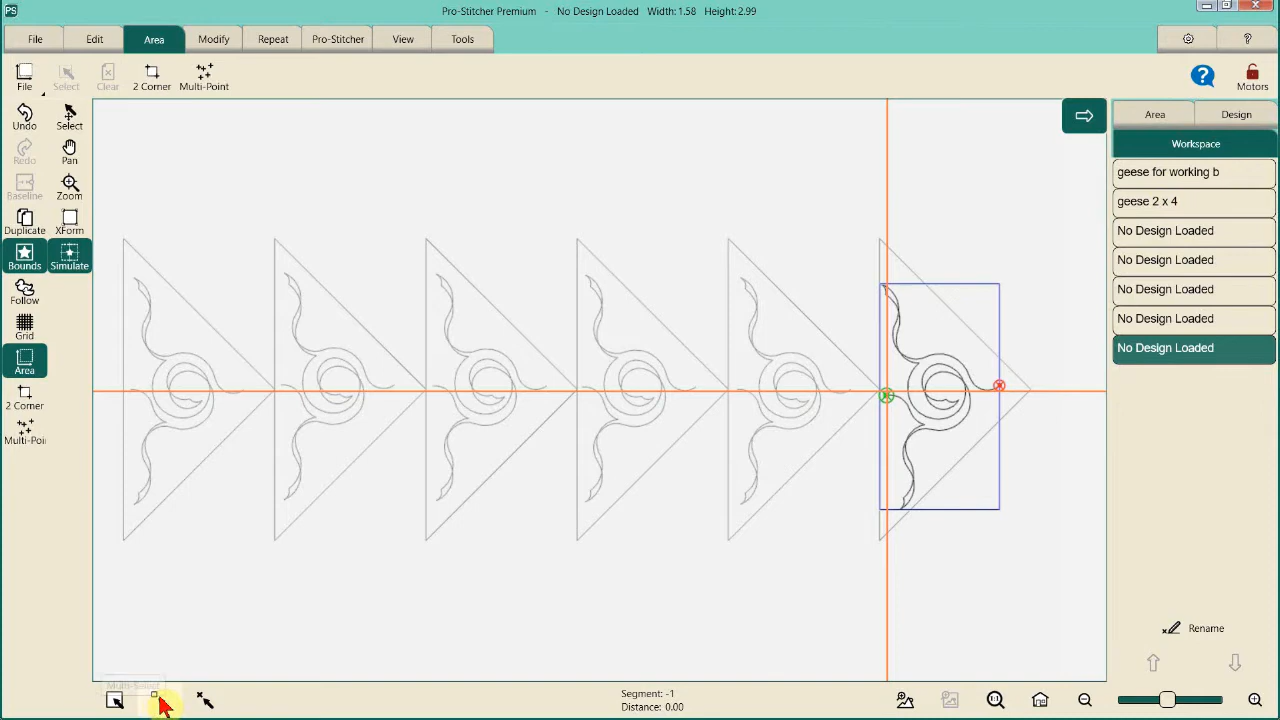 PS
Pro-Stitcher Premium - No Design Loaded Width:1.58 Height:2.99
File Edit Area Modify Repeat Pro-Stitcher View Tools ?
File Select Clear 2 Corner Multi-Point ? Motors
Undo Select
Redo Pan
Baseline Zoom
Duplicate XForm
Bounds Simulate
Follow
Grid
Area
2 Corner
Multi-Poi
Area Design
Workspace
geese for working b
geese 2 x 4
No Design Loaded
No Design Loaded
No Design Loaded
No Design Loaded
No Design Loaded
Rename
Multi-Select
Segment: -1
Distance: 0.00
1:1